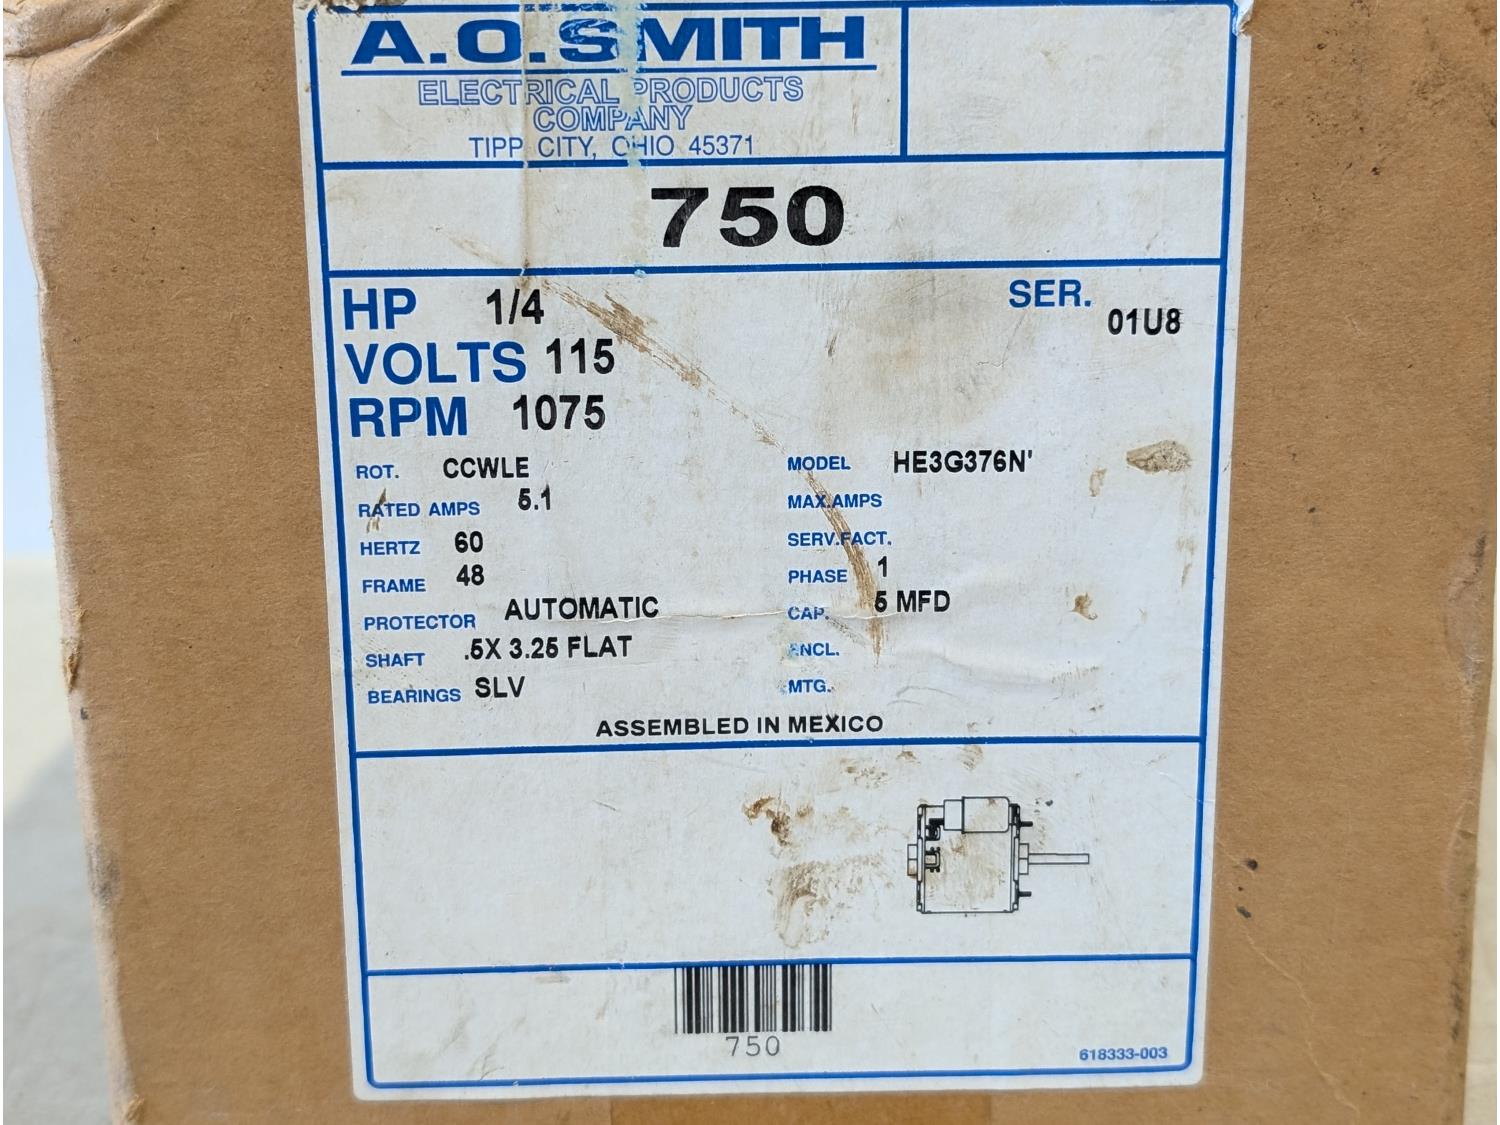 A.O.SMITH
ELECTRICAL PRODUCTS
COMPANY
TIPP CITY, OHIO 45371
750
HP 1/4
SER. 01U8
VOLTS 115
RPM 1075
ROT. CCWLE
MODEL HE3G376N'
RATED AMPS 5.1
MAX.AMPS
HERTZ 60
SERV.FACT.
FRAME 48
PHASE 1
PROTECTOR AUTOMATIC
CAP. 5 MFD
SHAFT .5X 3.25 FLAT
ENCL.
BEARINGS SLV
MTG.
ASSEMBLED IN MEXICO
750
618333-003